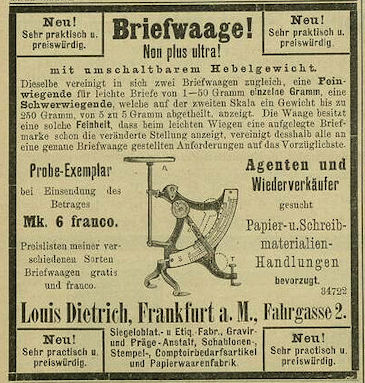 Neu!
Sehr praktisch u.
preiswürdig.
Briefwaage!
Non plus ultra!
Neu!
Sehr praktisch u.
preiswürdig.
mit umschaltbarem Hebelgewicht.
Dieselbe vereinigt in sich zwei Briefwaagen zugleich, eine Fein-
wiegende für leichte Briefe von 1—50 Gramm einzelne Gramm, eine
Schwerwiegende, welche auf der zweiten Skala ein Gewicht bis zu
250 Gramm, von 5 zu 5 Gramm abgetheilt, anzeigt. Die Waage besitzt
eine solche Feinheit, dass beim leichten Wiegen eine aufgelegte Brief-
marke schon die veränderte Stellung anzeigt, vereinigt desshalb alle an
eine genaue Briefwaage gestellten Anforderungen auf das Vorzüglichste.
Probe-Exemplar
bei Einsendung des
Betrages
Mk. 6 franco.
Preislisten meiner ver-
schiedenen Sorten
Briefwaagen gratis
und franco.
Agenten und
Wiederverkäufer
gesucht
Papier-u.Schreib-
materialien-
Handlungen
bevorzugt.
34722
Louis Dietrich, Frankfurt a. M., Fahrgasse 2.
Neu!
Sehr praktisch u.
preiswürdig.
Siegeloblat.- u Etiq.-Fabr., Gravir-
und Präge-Anstalt, Schablonen-,
Stempel-, Comptoirbedarfsartikel
und Papierwaarenfabrik.
Neu!
Sehr praktisch u.
preiswürdig.